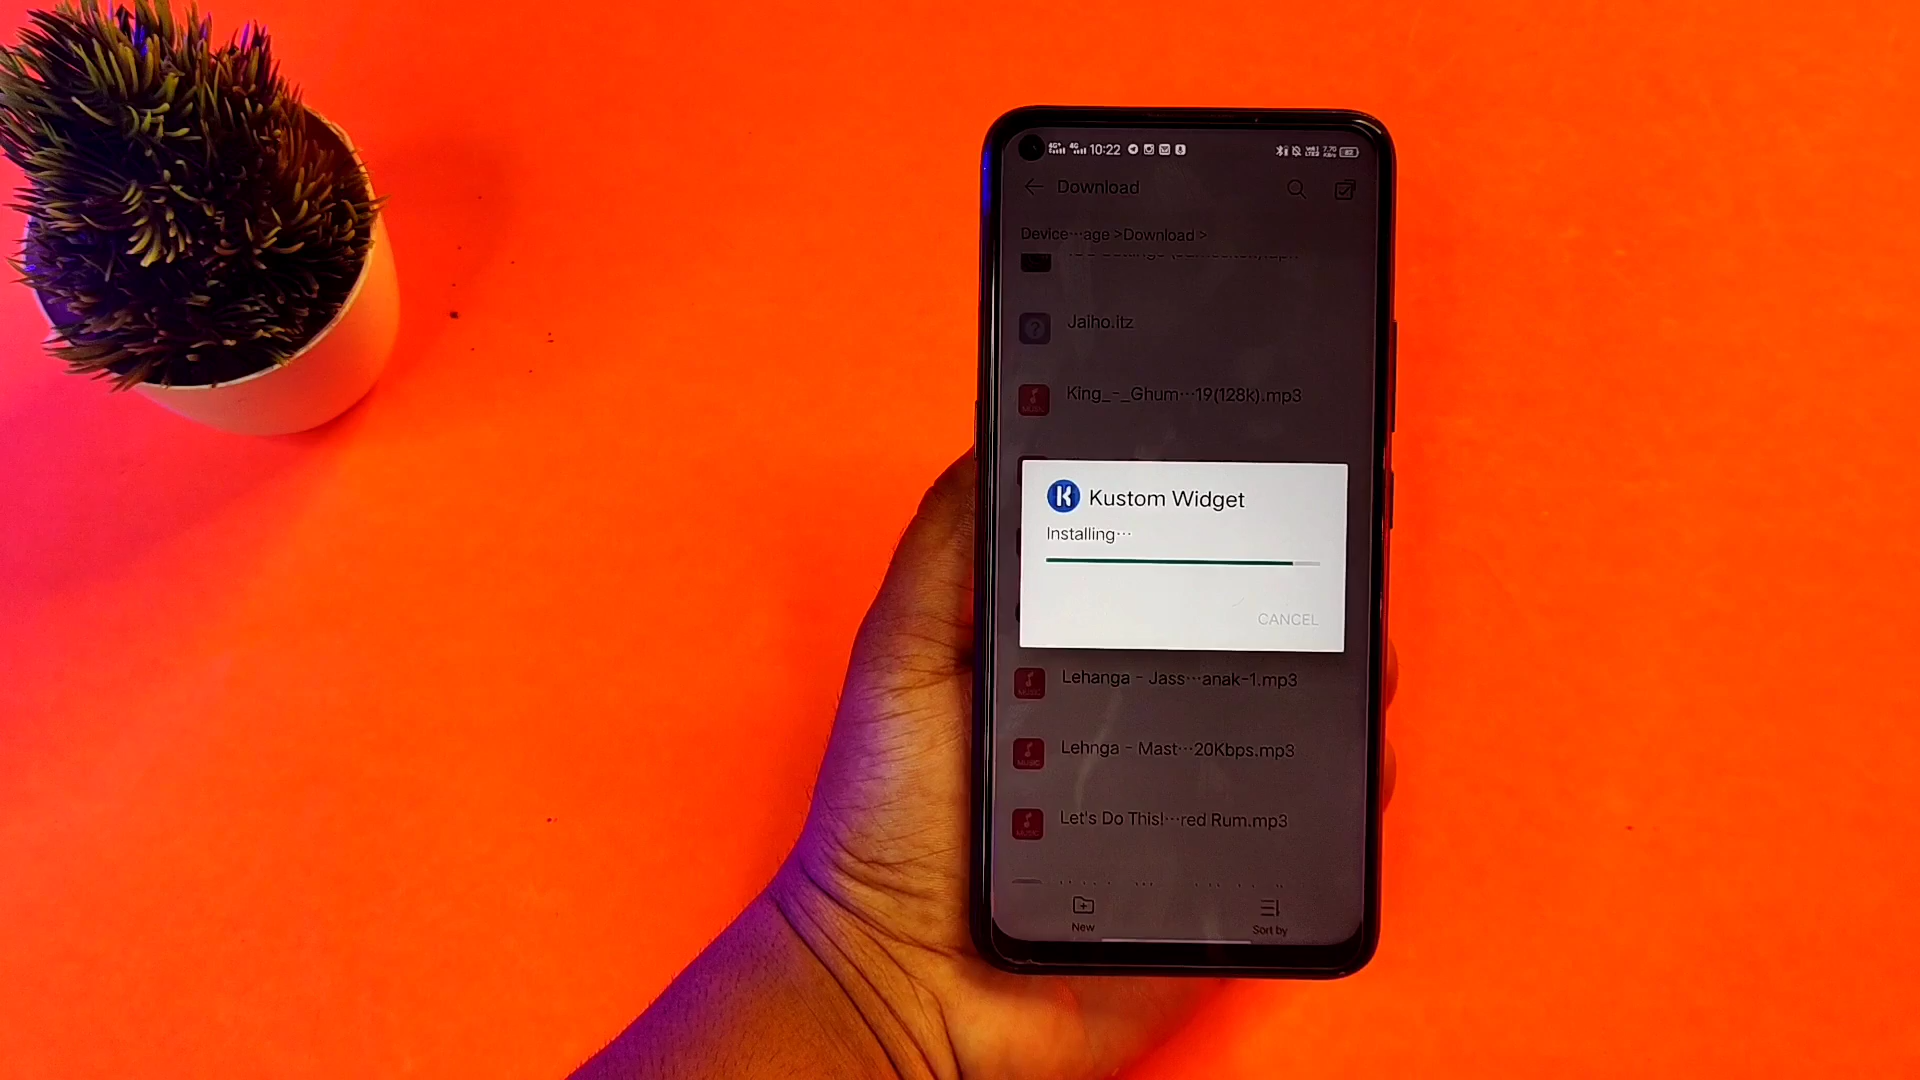 10:22
Download
Device···age >Download >
Jaiho.itz
King_-_Ghum···19(128k).mp3
Kustom Widget
Installing···
CANCEL
Lehanga - Jass···anak-1.mp3
Lehnga - Mast···20Kbps.mp3
Let's Do This!···red Rum.mp3
New
Sort by